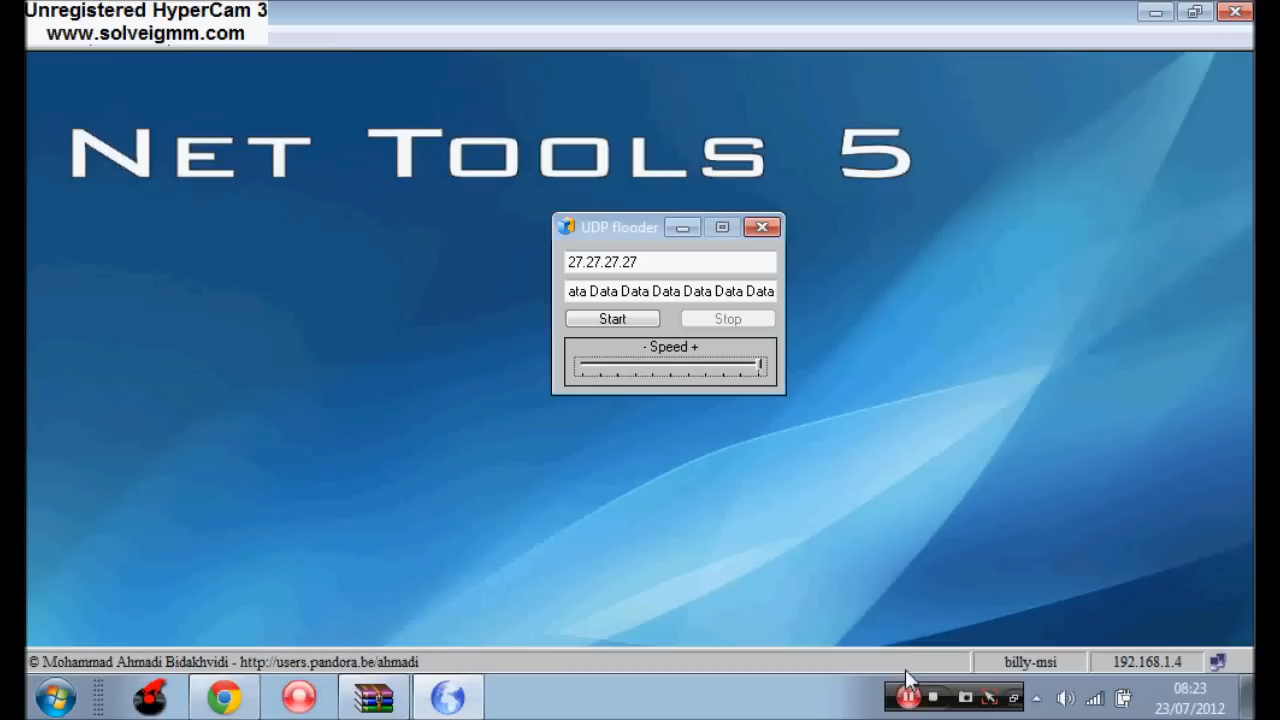 Unregistered HyperCam 3
www.solveigmm.com
NET TOOLS 5
UDP flooder
27.27.27.27
ata Data Data Data Data Data Data
Start
Stop
- Speed +
© Mohammad Ahmadi Bidakhvidi - http://users.pandora.be/ahmadi
billy-msi
192.168.1.4
08:23
23/07/2012